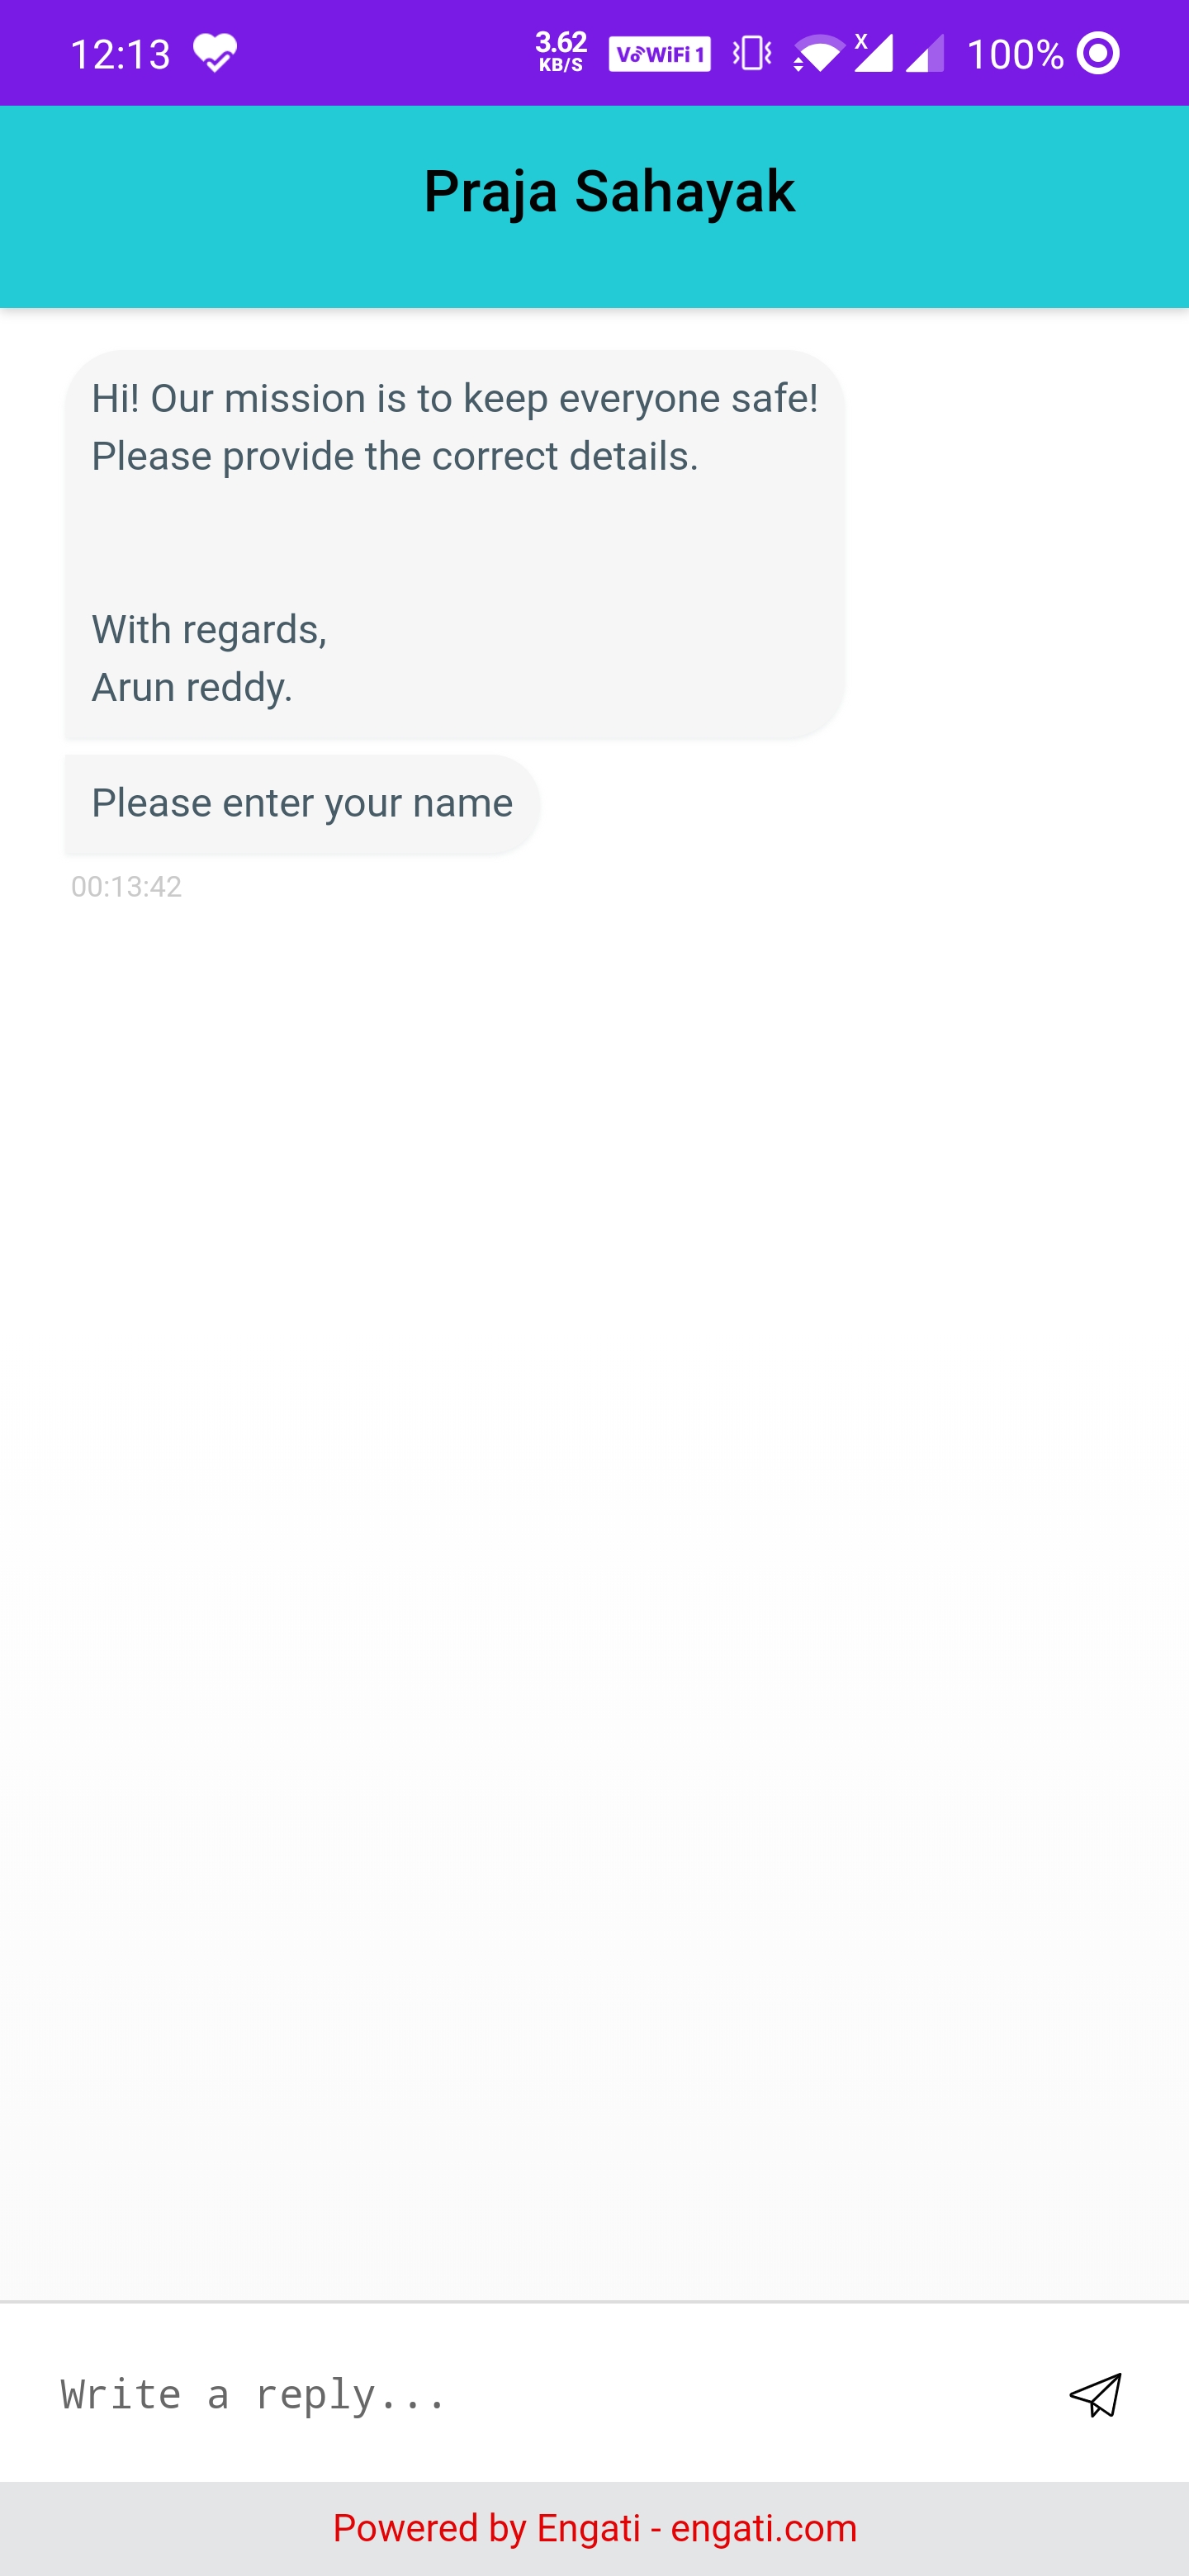 12:13
3.62
KB/S
VoWiFi 1
x
100%
Praja Sahayak
Hi! Our mission is to keep everyone safe!
Please provide the correct details.
With regards,
Arun reddy.
Please enter your name
00:13:42
Write a reply...
Powered by Engati - engati.com